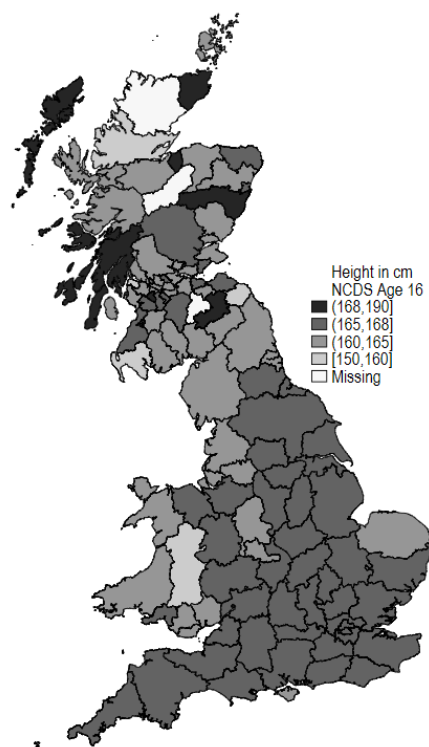 Height in cm
NCDS Age 16
(168,190]
(165,168]
(160,165]
[150,160]
Missing